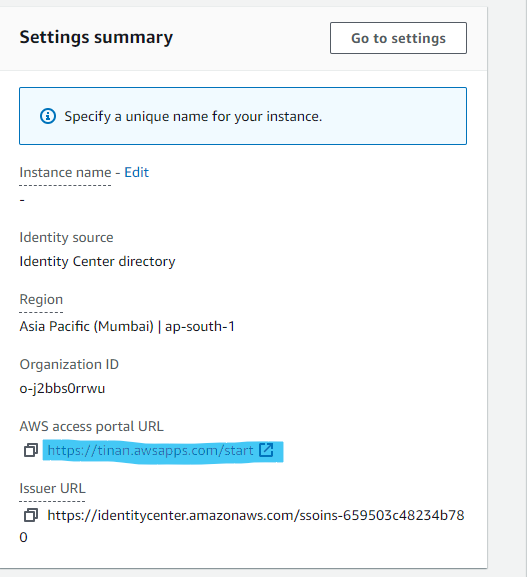 Settings summary
Go to settings
Specify a unique name for your instance.
Instance name - Edit
-
Identity source
Identity Center directory
Region
Asia Pacific (Mumbai) | ap-south-1
Organization ID
o-j2bbs0rrwu
AWS access portal URL
https://tinan.awsapps.com/start
Issuer URL
https://identitycenter.amazonaws.com/ssoins-659503c48234b78
0